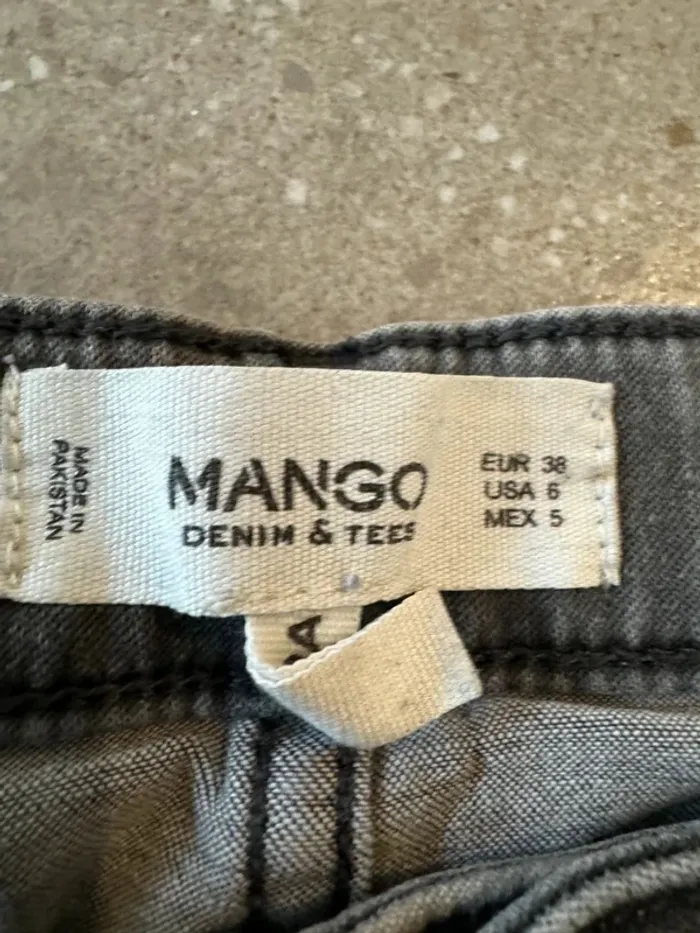 MADE IN
PAKISTAN
MANGO
DENIM & TEES
EUR 38
USA 6
MEX 5